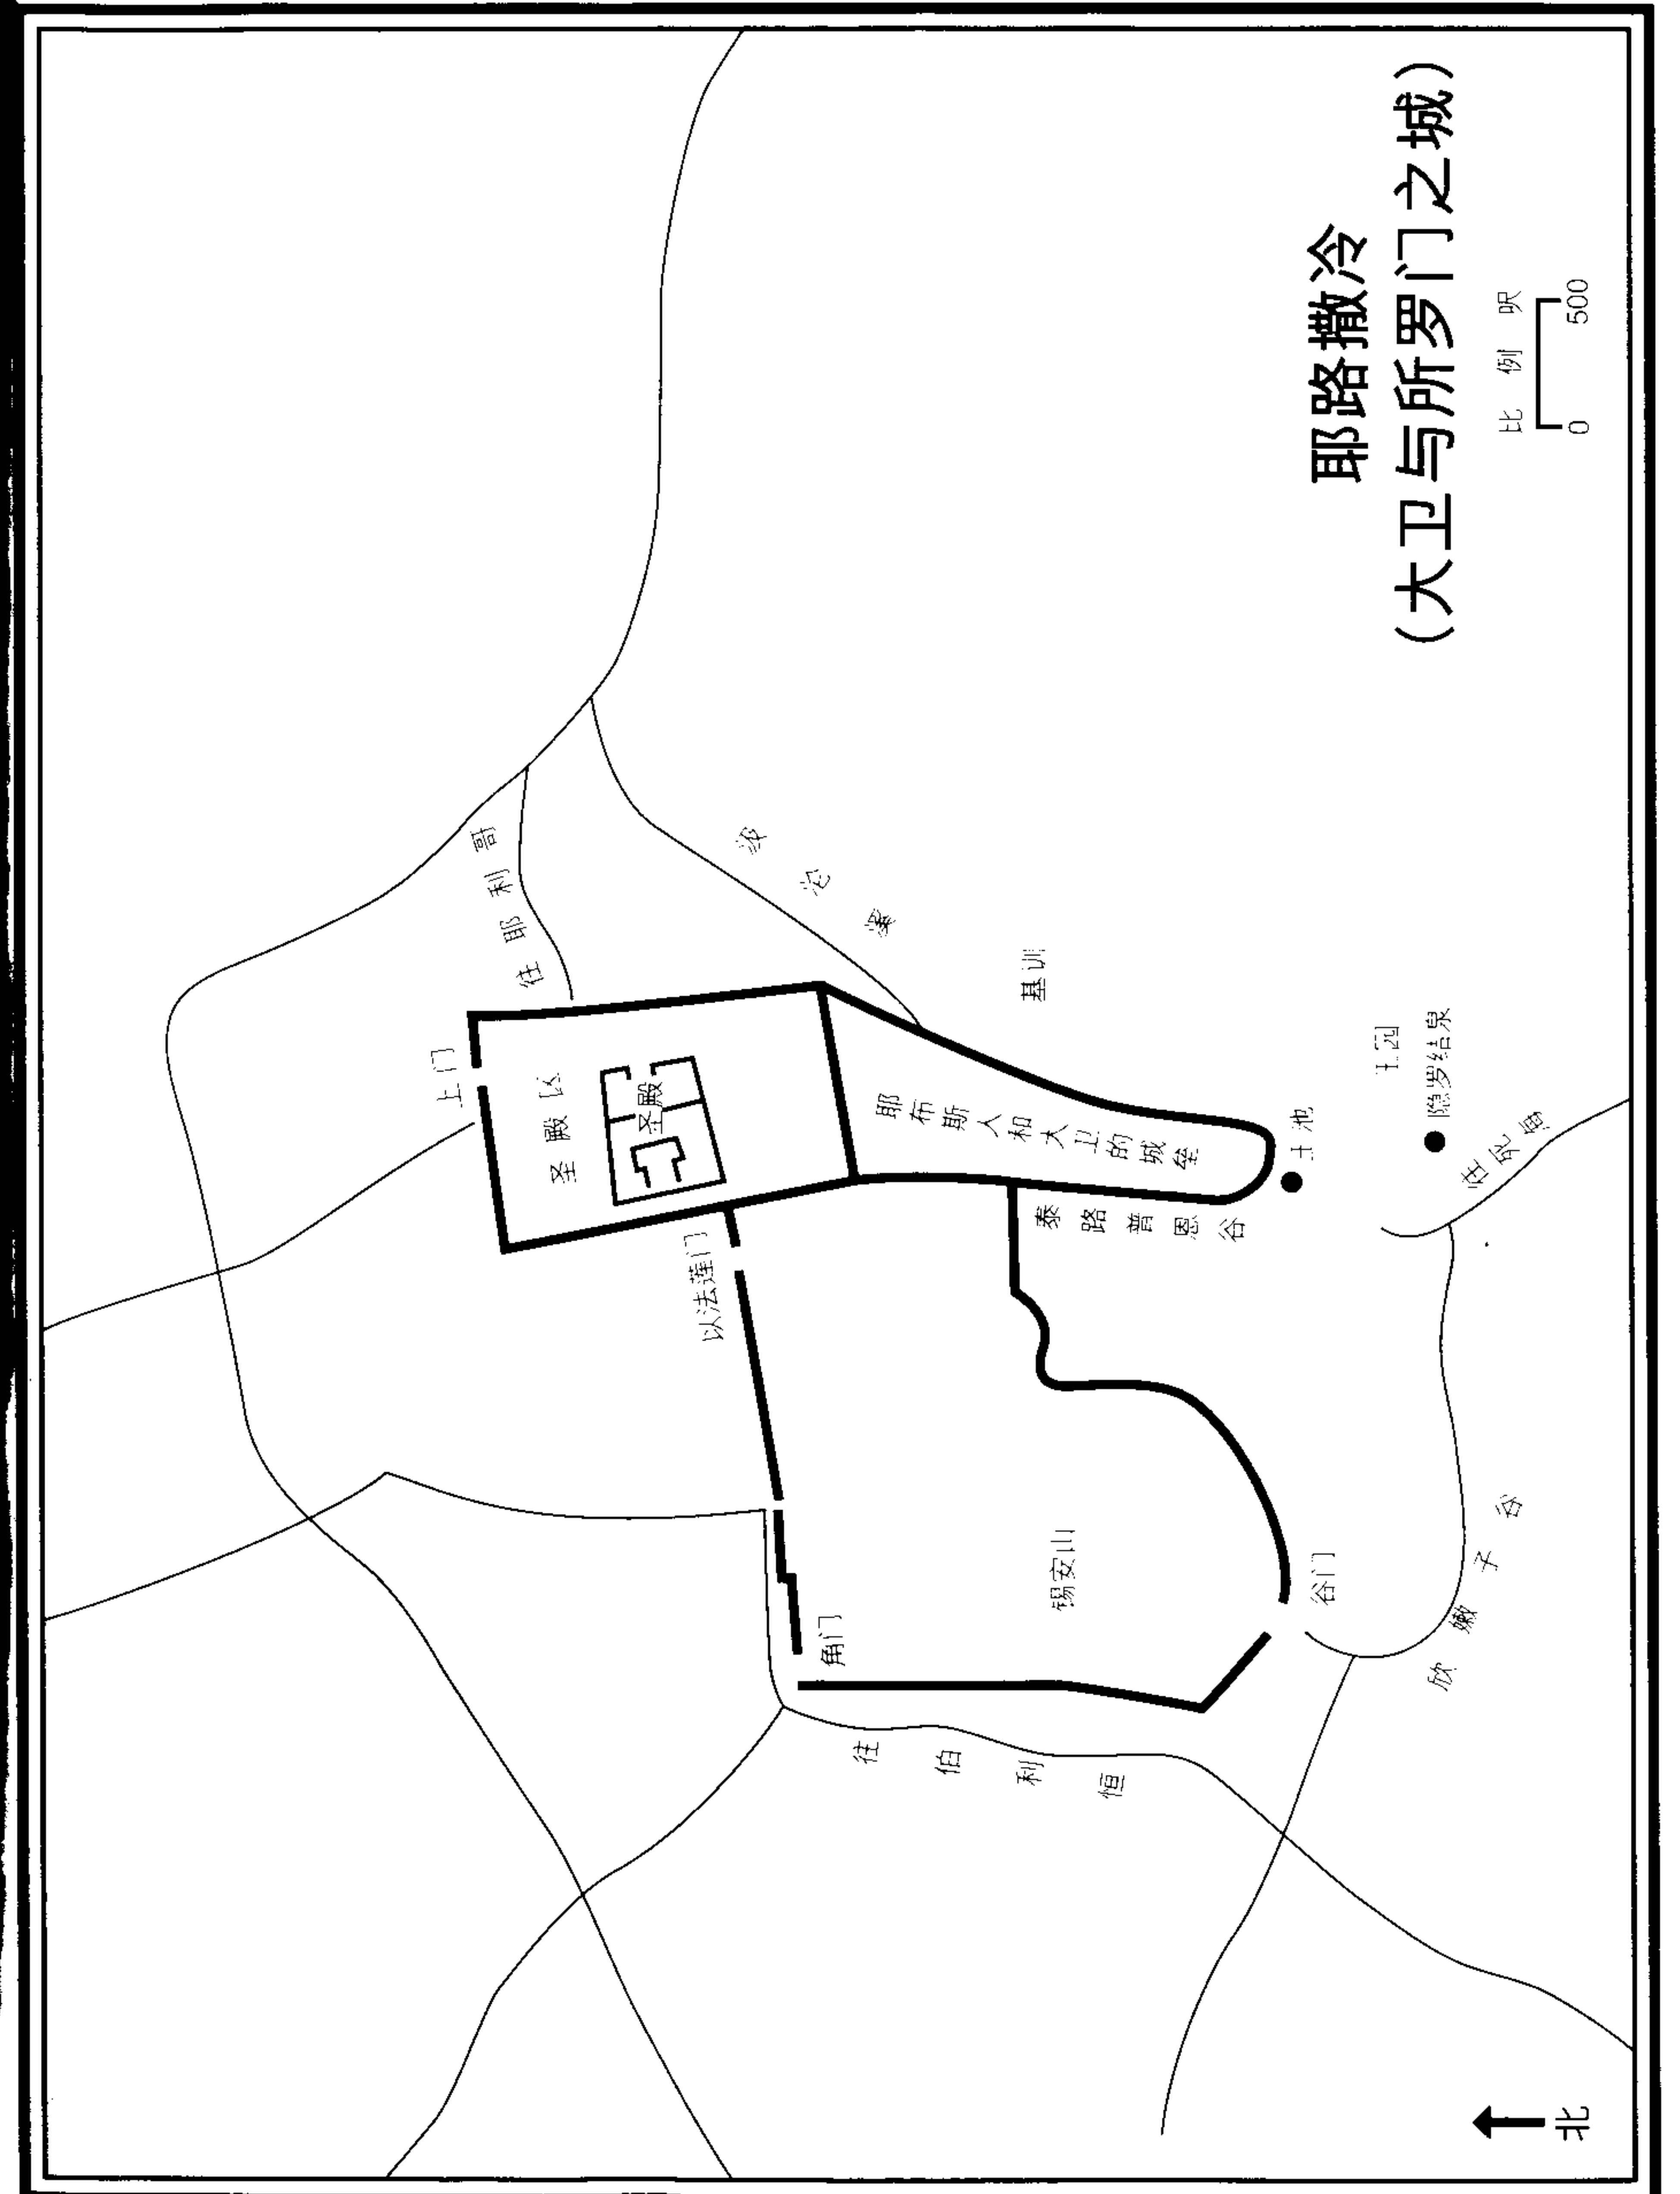 耶路撒冷
(大卫与所罗门之城)
比例 呎
0 500
往耶利哥
汲沦溪
上门
圣殿区
圣殿
以法莲门
耶布斯人和大卫的城垒
基训
泰路普恩谷
王池
王园
隐罗结泉
角门
锡安山
谷门
欣嫩子谷
往伯利恒
北